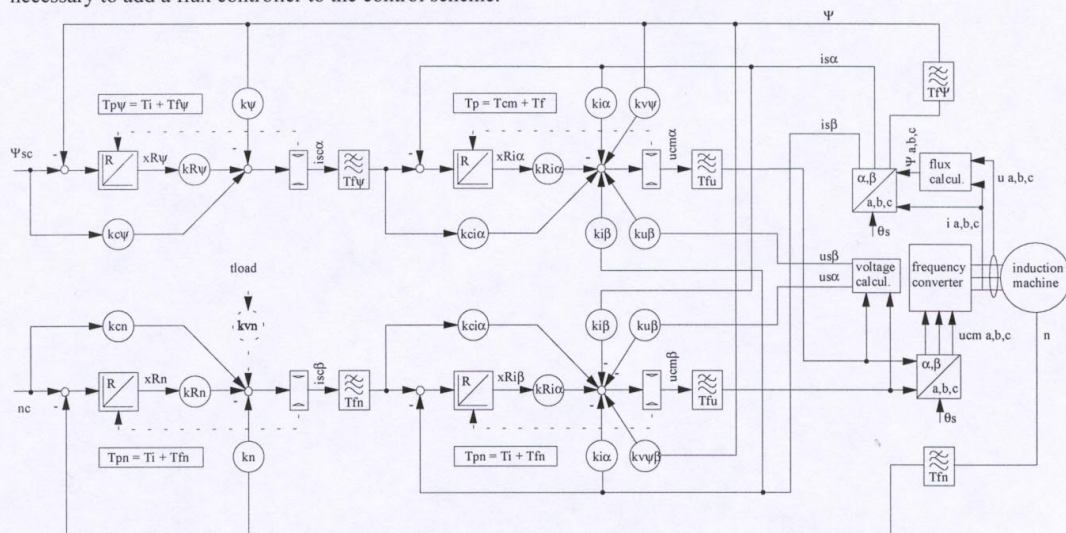 necessary to add a flux controller to the control scheme.
Ψ
isα
TfΨ
kψ
kiα
kvψ
Tpψ = Ti + Tfψ
Tp = Tcm + Tf
isβ
Ψsc
R
xRψ
kRψ
iscα
Tfψ
R
xRiα
kRiα
ucmα
Tfu
Ψ a,b,c
flux
calcul.
u a,b,c
α,β
a,b,c
kcψ
kciα
kiβ
kuβ
θs
i a,b,c
tload
usβ
usα
voltage
calcul.
frequency
converter
induction
machine
kcn
kvn
kciα
kiβ
kuβ
ucm a,b,c
n
R
xRn
kRn
iscβ
Tfn
R
xRiβ
kRiα
ucmβ
Tfu
α,β
a,b,c
nc
θs
Tpn = Ti + Tfn
kn
Tpn = Ti + Tfn
kiα
kvψβ
Tfn